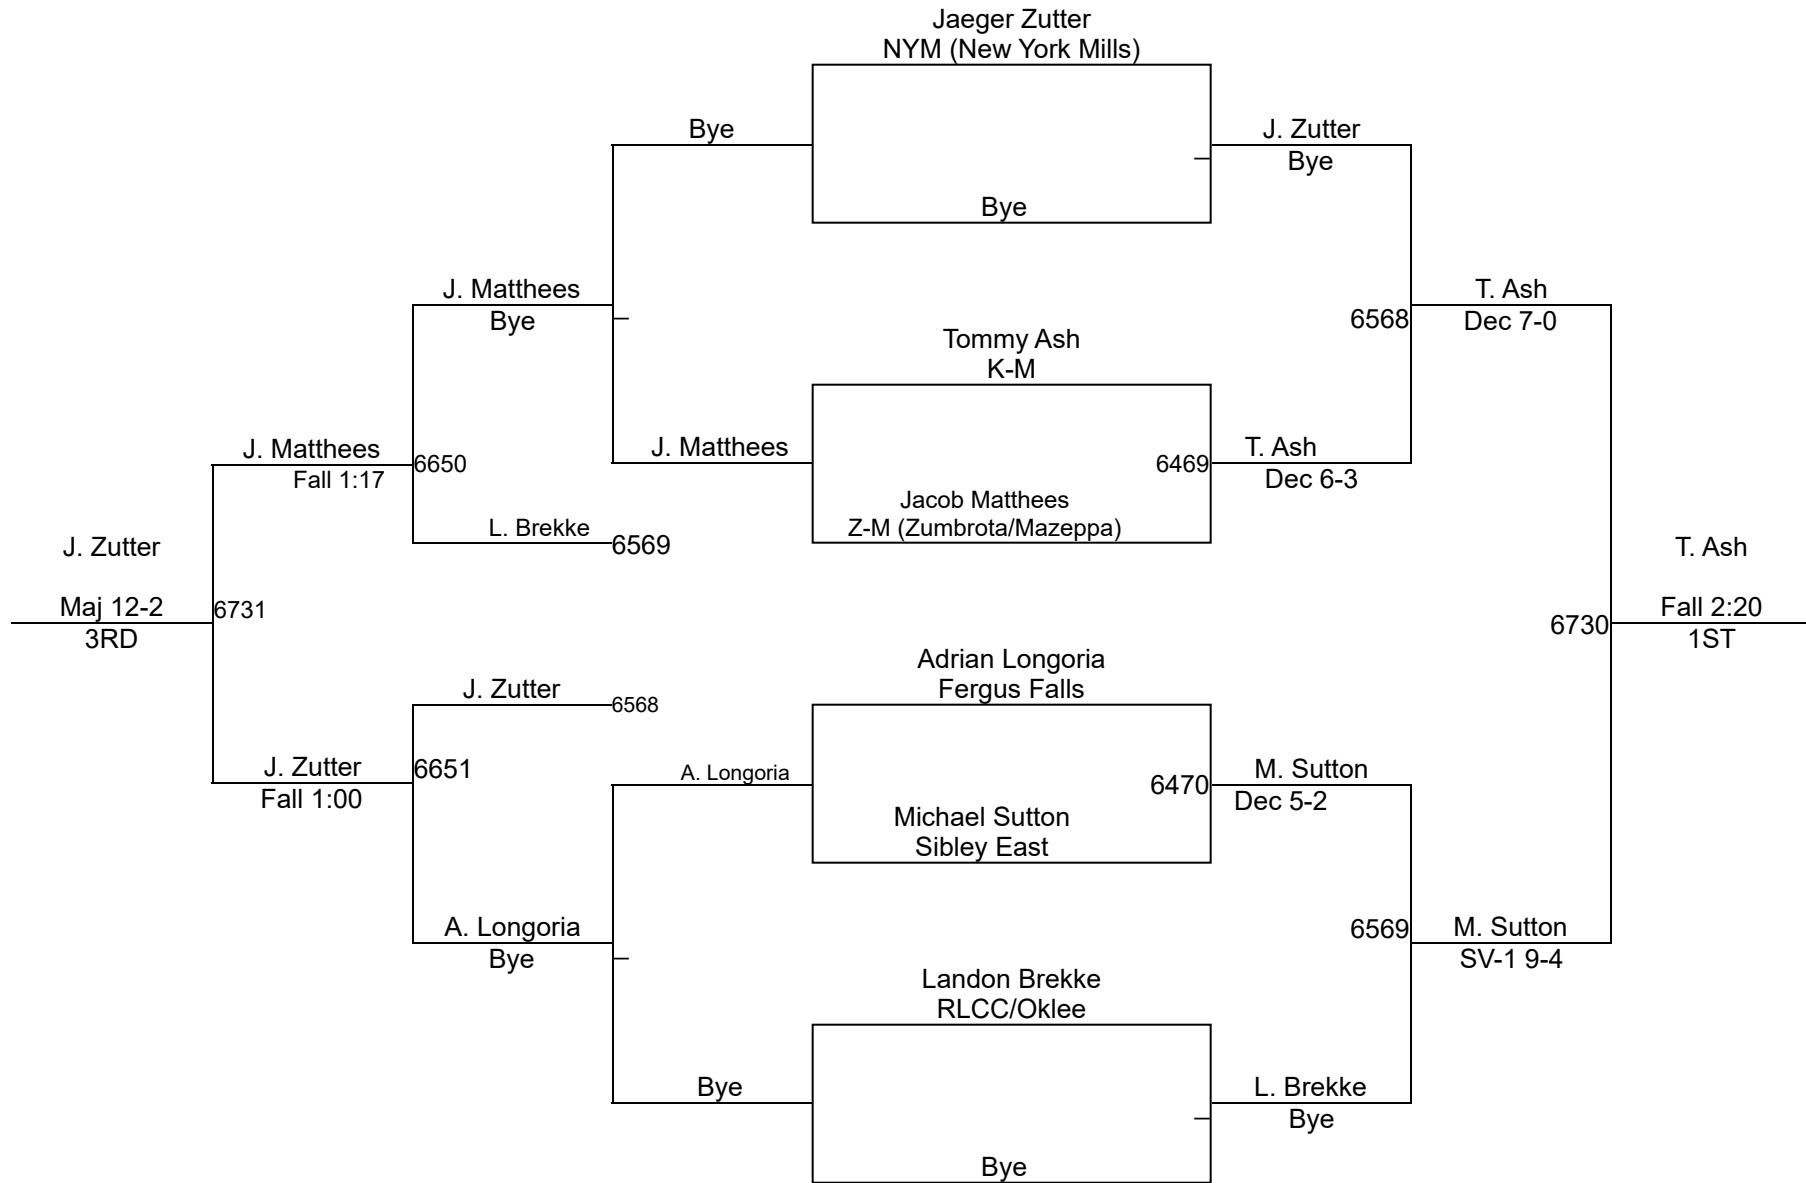 Jaeger Zutter
NYM (New York Mills)
Bye
J. Zutter
Bye
Bye
J. Matthees
Bye
T. Ash
6568
Dec 7-0
Tommy Ash
K-M
J. Matthees
6650
Fall 1:17
J. Matthees
6469
T. Ash
Dec 6-3
Jacob Matthees
Z-M (Zumbrota/Mazeppa)
L. Brekke
6569
J. Zutter
T. Ash
Maj 12-2
6731
3RD
6730
Fall 2:20
1ST
Adrian Longoria
Fergus Falls
J. Zutter
6568
J. Zutter
6651
Fall 1:00
A. Longoria
6470
M. Sutton
Dec 5-2
Michael Sutton
Sibley East
A. Longoria
Bye
6569
M. Sutton
SV-1 9-4
Landon Brekke
RLCC/Oklee
Bye
L. Brekke
Bye
Bye